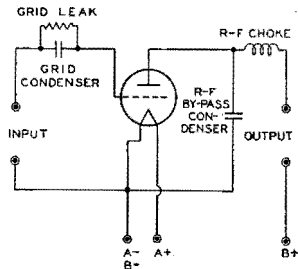 GRID LEAK
GRID
CONDENSER
R-F CHOKE
R-F
BY-PASS
CON-
DENSER
INPUT
OUTPUT
A-
B-
A+
B+